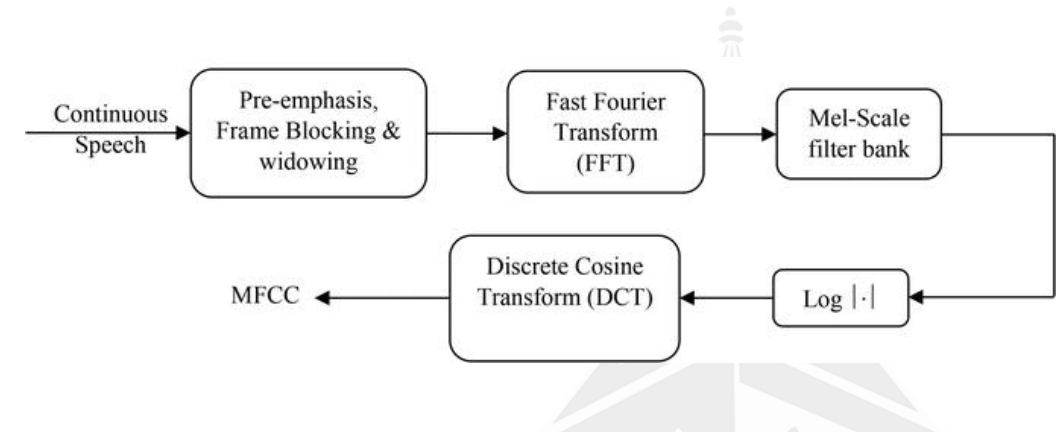 Continuous
Speech
Pre-emphasis,
Frame Blocking &
widowing
Fast Fourier
Transform
(FFT)
Mel-Scale
filter bank
Log |·|
Discrete Cosine
Transform (DCT)
MFCC